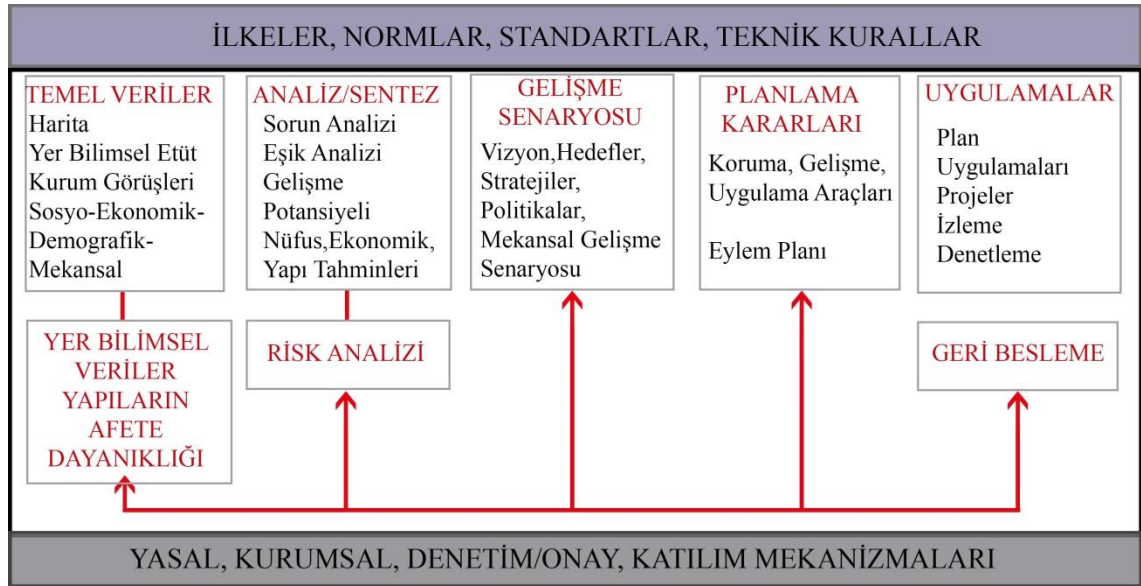 İLKELER, NORMLAR, STANDARTLAR, TEKNİK KURALLAR
TEMEL VERİLER
Harita
Yer Bilimsel Etüt
Kurum Görüşleri
Sosyo-Ekonomik-
Demografik-
Mekansal
ANALİZ/SENTEZ
Sorun Analizi
Eşik Analizi
Gelişme
Potansiyeli
Nüfus,Ekonomik,
Yapı Tahminleri
GELİŞME
SENARYOSU
Vizyon,Hedefler,
Stratejiler,
Politikalar,
Mekansal Gelişme
Senaryosu
PLANLAMA
KARARLARI
Koruma, Gelişme,
Uygulama Araçları
Eylem Planı
UYGULAMALAR
Plan
Uygulamaları
Projeler
İzleme
Denetleme
YER BİLİMSEL
VERİLER
YAPILARIN
AFETE
DAYANIKLIĞI
RİSK ANALİZİ
GERİ BESLEME
YASAL, KURUMSAL, DENETİM/ONAY, KATILIM MEKANİZMALARI